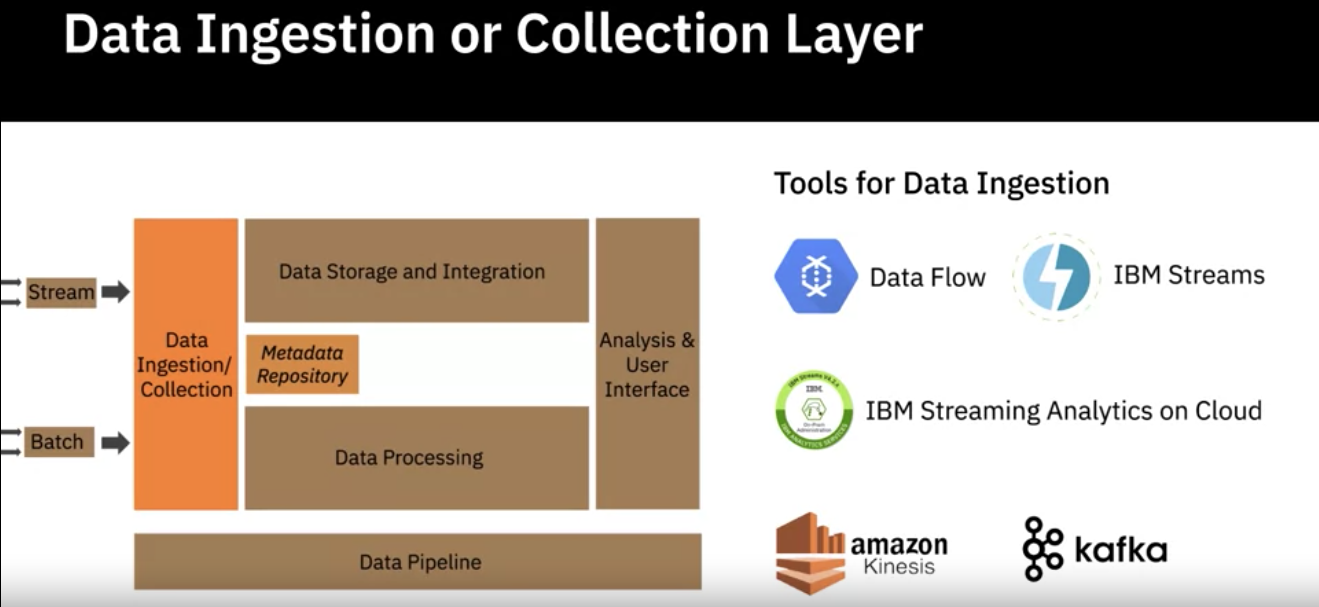 Data Ingestion or Collection Layer
Tools for Data Ingestion
Data Flow
IBM Streams
IBM Streaming Analytics on Cloud
amazon
Kinesis
kafka
Stream
Batch
Data
Ingestion/
Collection
Data Storage and Integration
Metadata
Repository
Data Processing
Analysis &
User
Interface
Data Pipeline
IBM